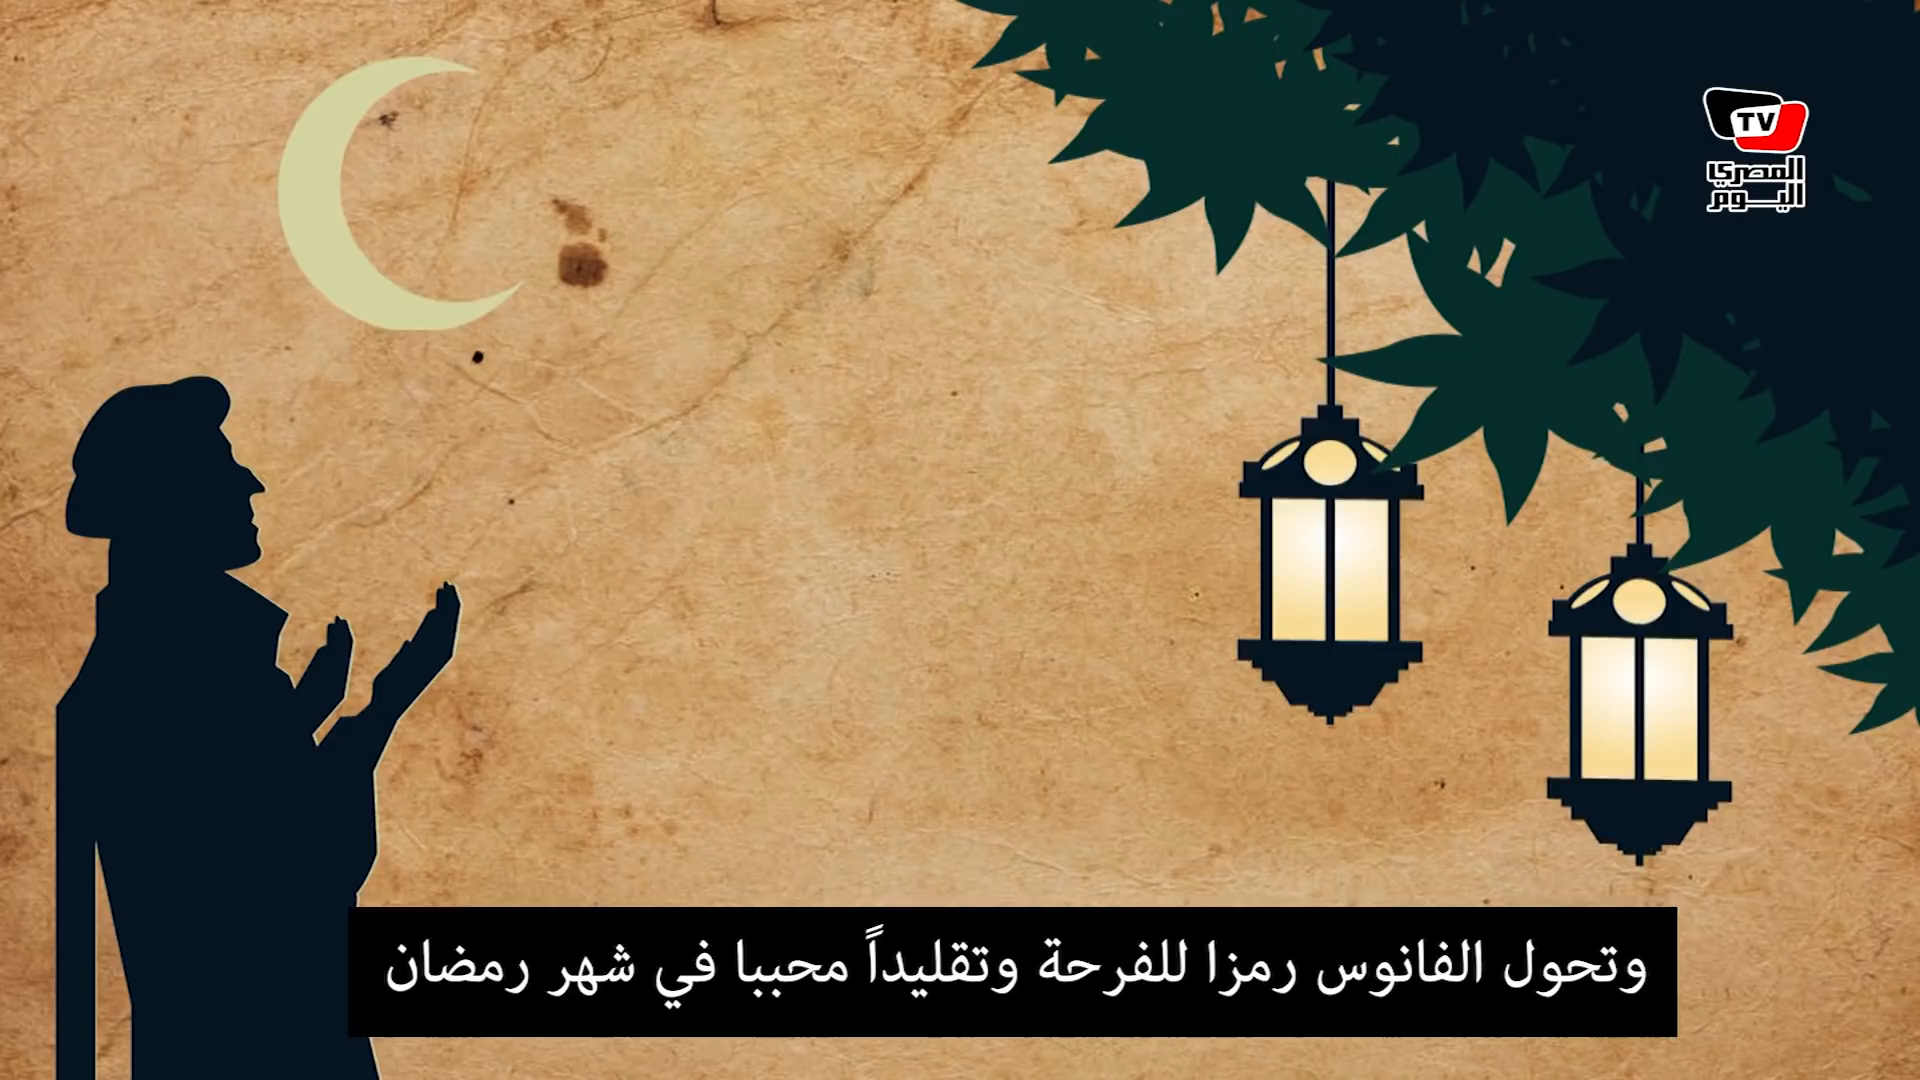 TV
المصري
اليوم
وتحول الفانوس رمزا للفرحة وتقليداً محببا في شهر رمضان